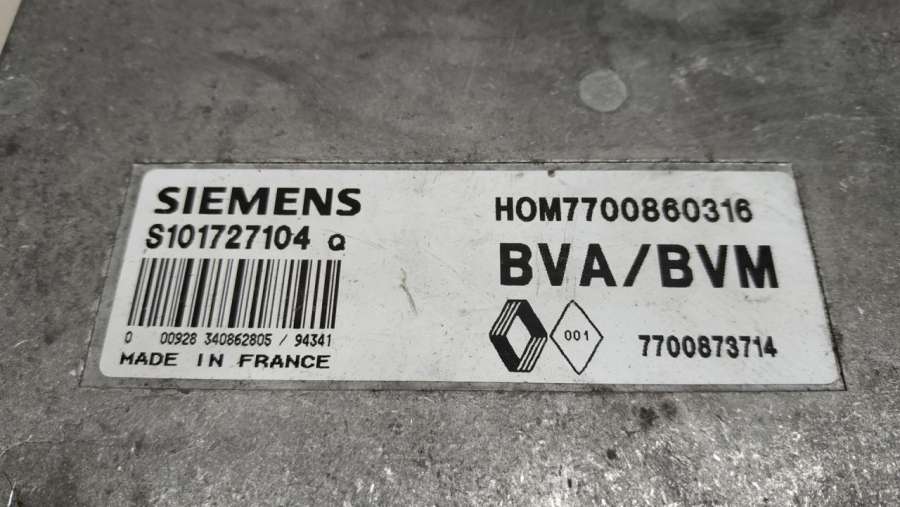 SIEMENS
S101727104 Q
0 00928 340862805 / 94341
MADE IN FRANCE
HOM7700860316
BVA/BVM
001
7700873714